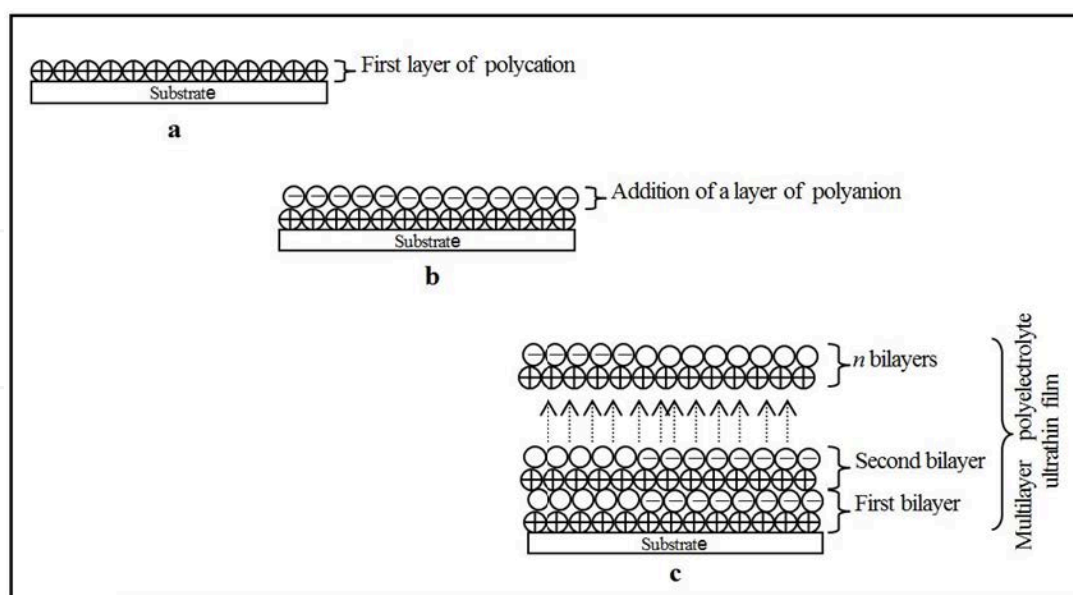 First layer of polycation
Substrate
a
Addition of a layer of polyanion
Substrate
b
n bilayers
Second bilayer
First bilayer
Substrate
c
Multilayer polyelectrolyte
ultrathin film